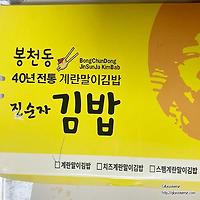 봉천동
BongChunDong
JinSunJa KimBab
40년전통 계란말이김밥
진순자 김밥
□계란말이김밥 □치즈계란말이김밥 □스팸계란말이김밥